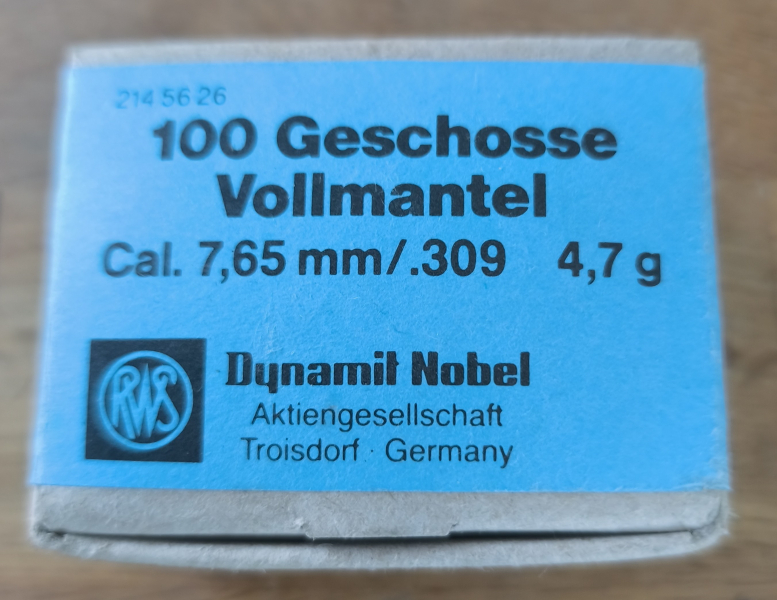 214 56 26
100 Geschosse
Vollmantel
Cal. 7,65 mm/.309 4,7 g
RWS
Dynamit Nobel
Aktiengesellschaft
Troisdorf · Germany